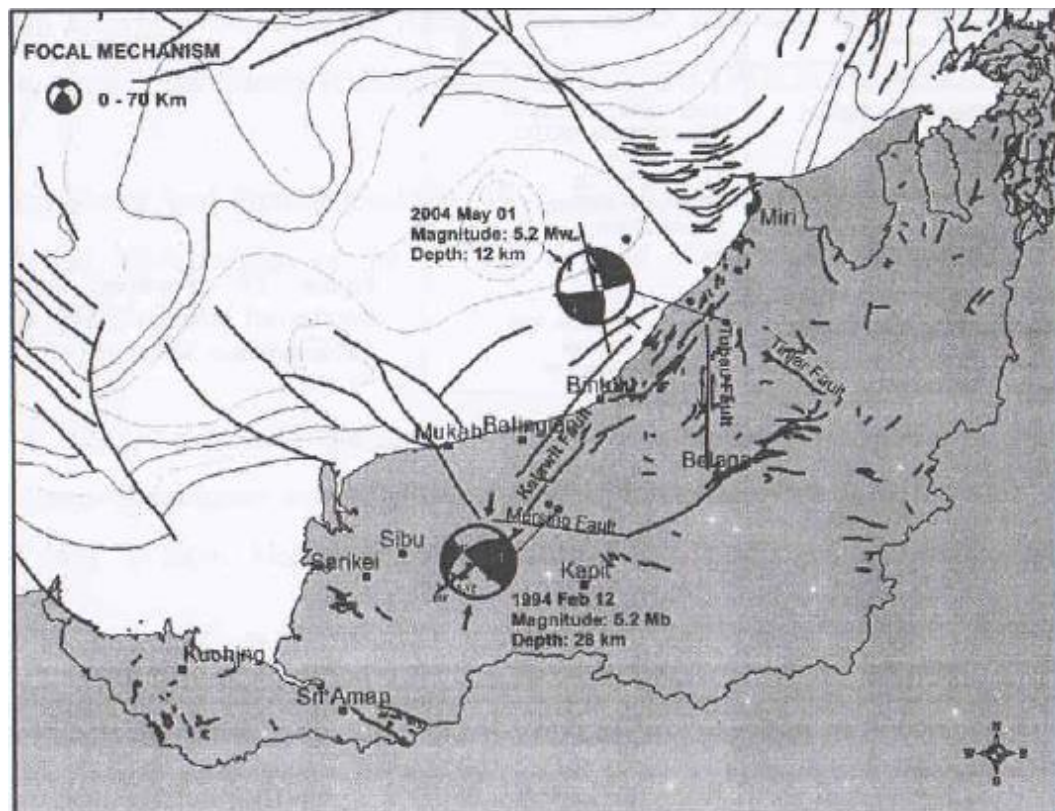 FOCAL MECHANISM
0 - 70 Km
2004 May 01
Magnitude: 5.2 Mw
Depth: 12 km
Miri
Tubau Fault
Tinjar Fault
Bintulu
Balingian
Mukah
Kelawit Fault
Belaga
Mersing Fault
Sibu
Sarikei
Kapit
1994 Feb 12
Magnitude: 5.2 Mb
Depth: 28 km
Kuching
Sri Aman
N
S